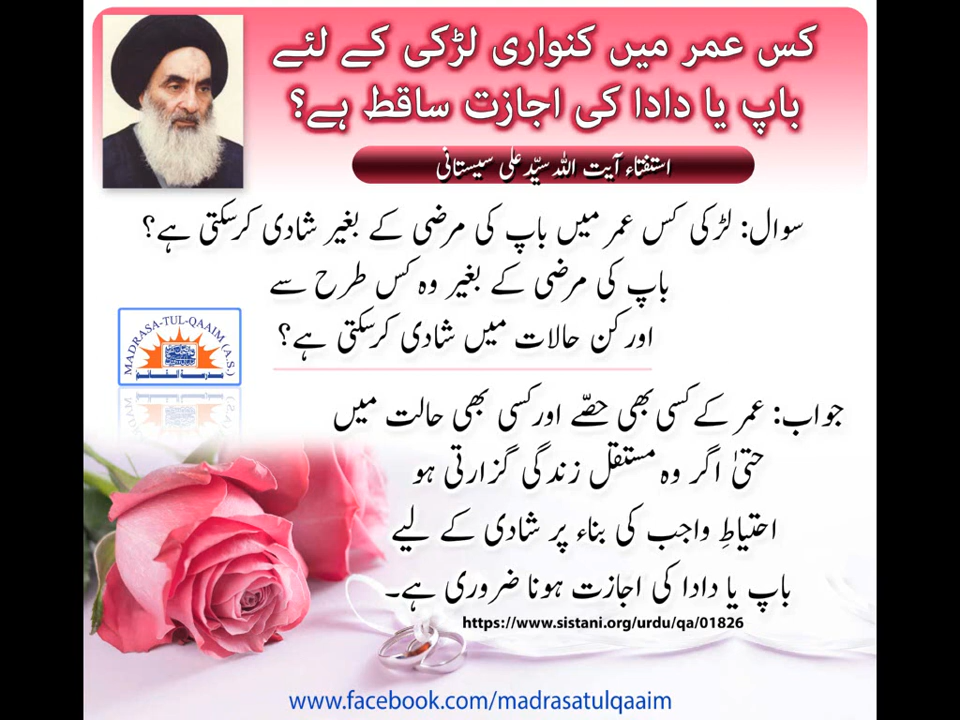 کس عمر میں کنواری لڑکی کے لئے
باپ یا دادا کی اجازت ساقط ہے؟
استفتاء آیت اللہ سیّد علی سیستانی
سوال: لڑکی کس عمر میں باپ کی مرضی کے بغیر شادی کرسکتی ہے؟
باپ کی مرضی کے بغیر وہ کس طرح سے
اور کن حالات میں شادی کرسکتی ہے؟
MADRASA-TUL-QAAIM (A.S.)
مدرسۃ القائم
جواب: عمر کے کسی بھی حصّے اور کسی بھی حالت میں
حتیٰ اگر وہ مستقل زندگی گزارتی ہو
احتیاطِ واجب کی بناء پر شادی کے لیے
باپ یا دادا کی اجازت ہونا ضروری ہے۔
https://www.sistani.org/urdu/qa/01826
www.facebook.com/madrasatulqaaim